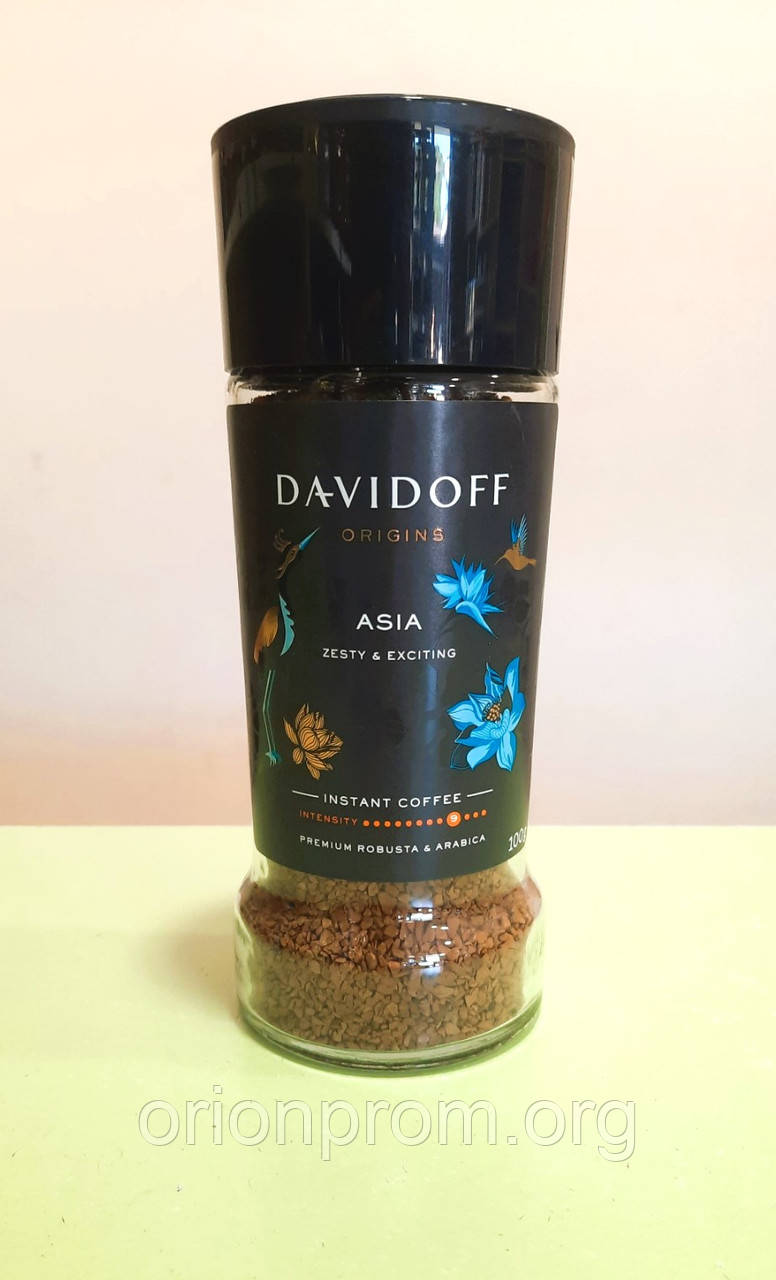 DAVIDOFF
ORIGINS
ASIA
ZESTY & EXCITING
INSTANT COFFEE
INTENSITY 9
PREMIUM ROBUSTA & ARABICA
100g
orionprom.org